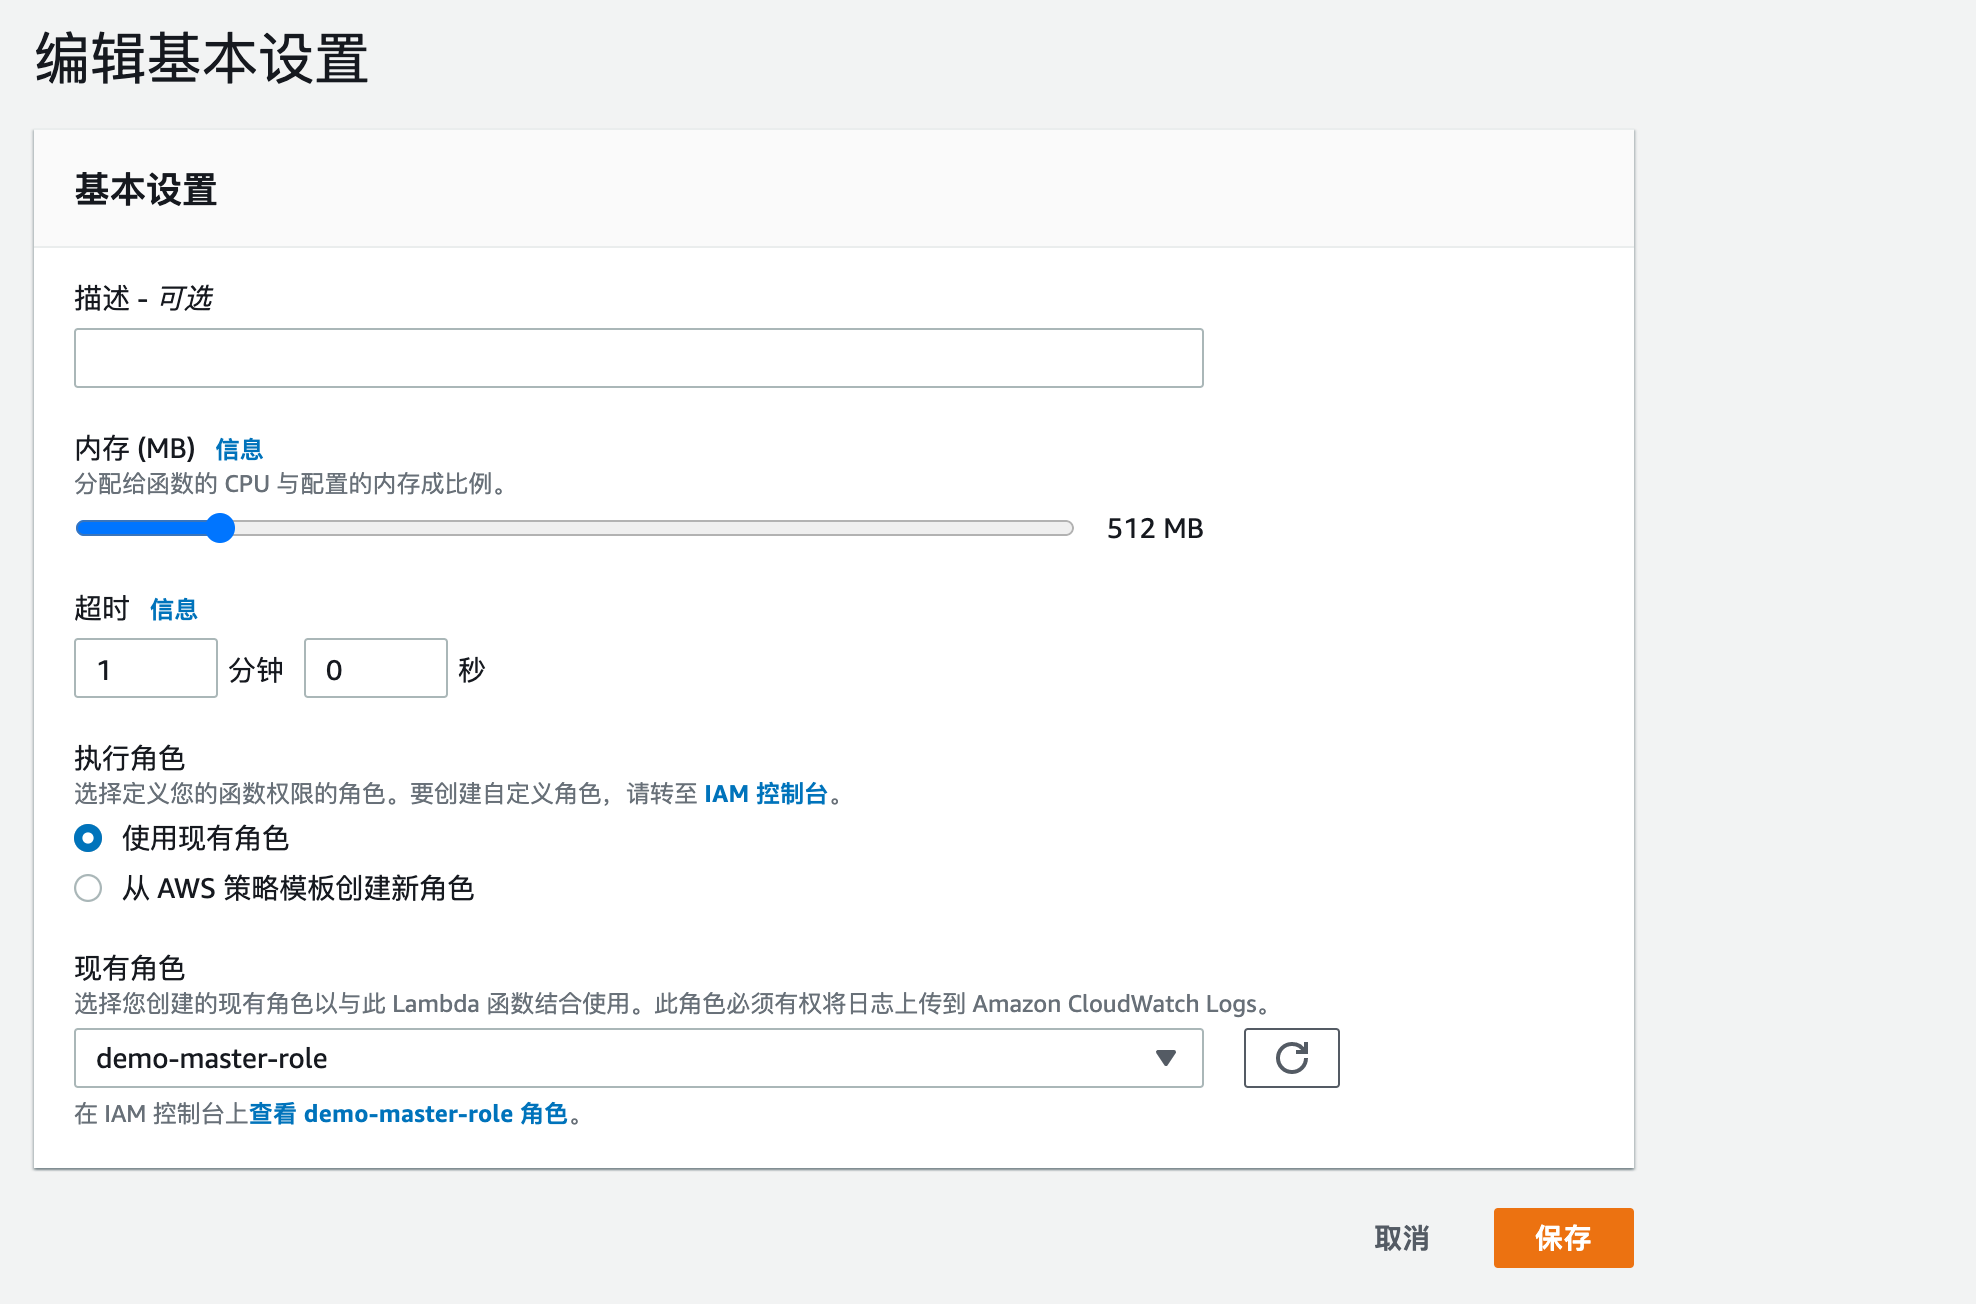 编辑基本设置
基本设置
描述 - 可选
内存 (MB) 信息
分配给函数的 CPU 与配置的内存成比例。
512 MB
超时 信息
1 分钟 0 秒
执行角色
选择定义您的函数权限的角色。要创建自定义角色，请转至 IAM 控制台。
使用现有角色
从 AWS 策略模板创建新角色
现有角色
选择您创建的现有角色以与此 Lambda 函数结合使用。此角色必须有权将日志上传到 Amazon CloudWatch Logs。
demo-master-role
在 IAM 控制台上查看 demo-master-role 角色。
取消 保存